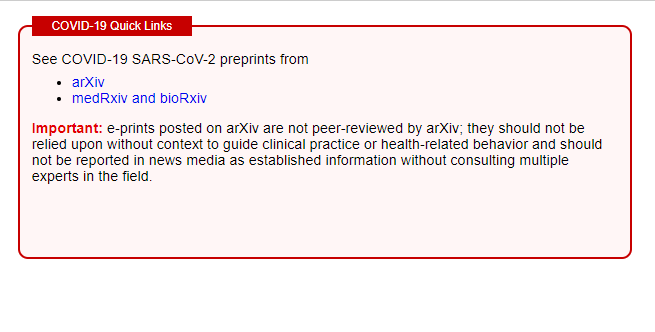 COVID-19 Quick Links
See COVID-19 SARS-CoV-2 preprints from
arXiv
medRxiv and bioRxiv
Important: e-prints posted on arXiv are not peer-reviewed by arXiv; they should not be
relied upon without context to guide clinical practice or health-related behavior and should
not be reported in news media as established information without consulting multiple
experts in the field.